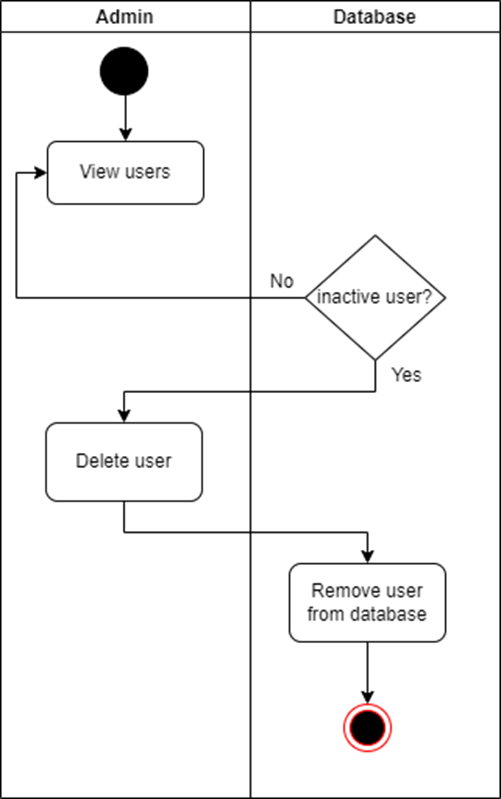 Admin
Database
View users
No
inactive user?
Yes
Delete user
Remove user
from database